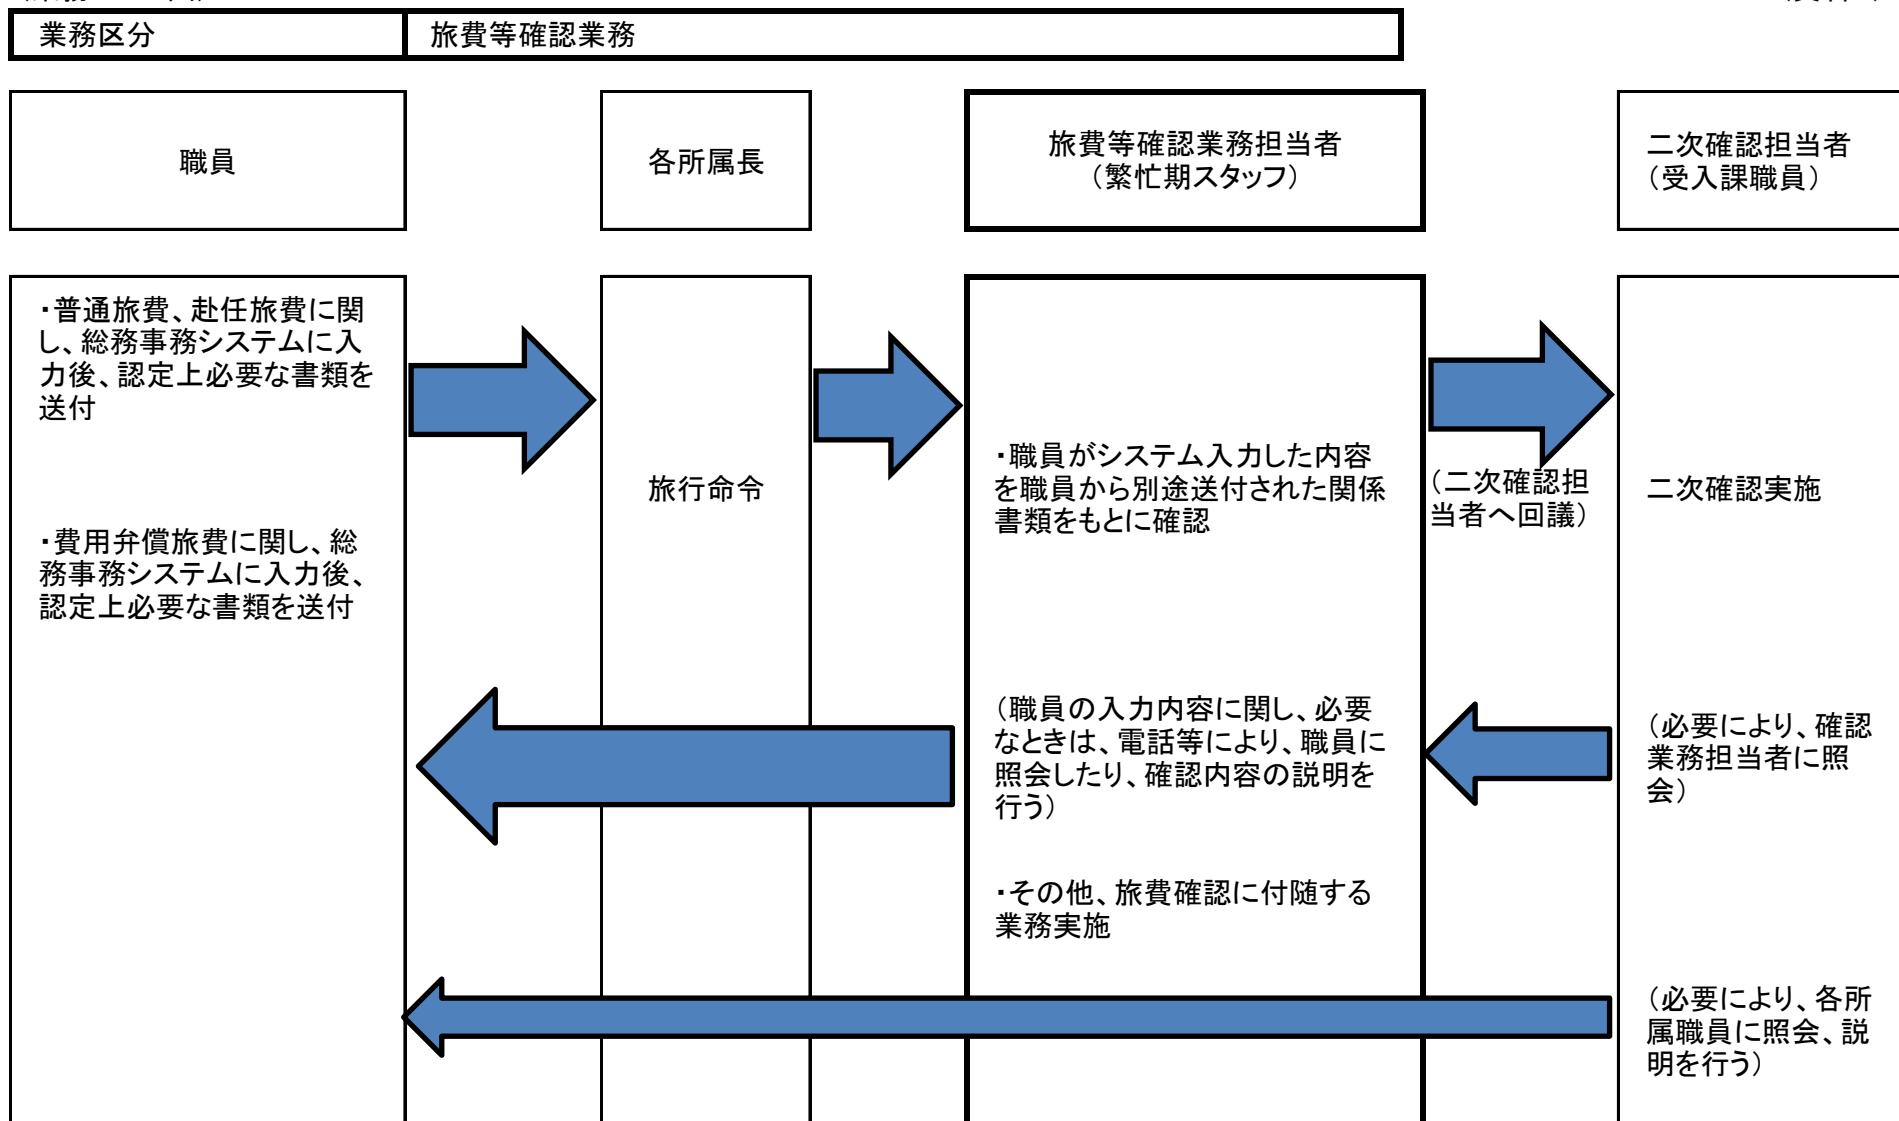 業務区分
旅費等確認業務
職員
各所属長
旅費等確認業務担当者
（繁忙期スタッフ）
二次確認担当者
（受入課職員）
・普通旅費、赴任旅費に関
し、総務事務システムに入
力後、認定上必要な書類を
送付
・費用弁償旅費に関し、総
務事務システムに入力後、
認定上必要な書類を送付
旅行命令
・職員がシステム入力した内容
を職員から別途送付された関係
書類をもとに確認
（二次確認担
当者へ回議）
二次確認実施
（職員の入力内容に関し、必要
なときは、電話等により、職員に
照会したり、確認内容の説明を
行う）
（必要により、確認
業務担当者に照
会）
・その他、旅費確認に付随する
業務実施
（必要により、各所
属職員に照会、説
明を行う）